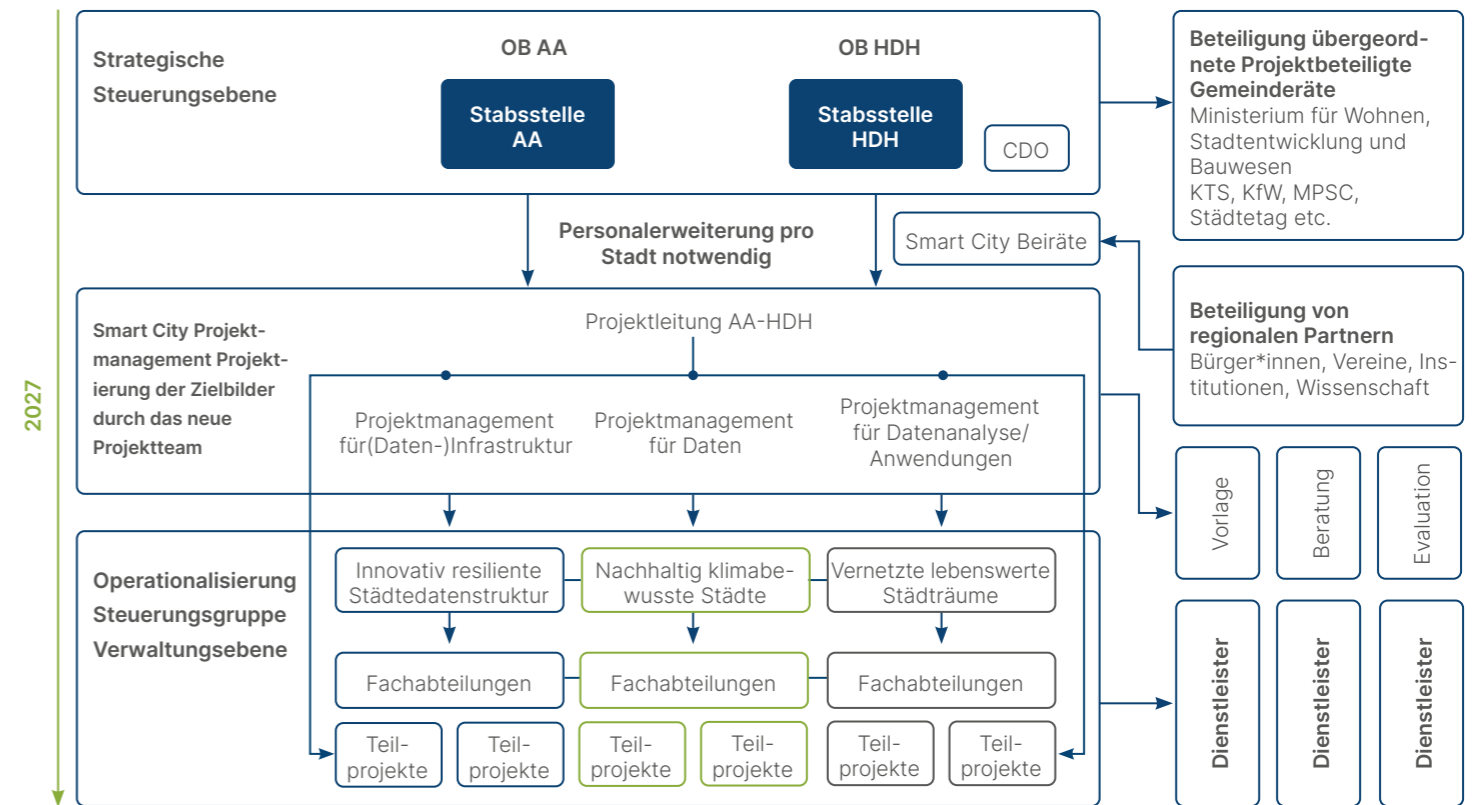 2027
Strategische
Steuerungsebene
OB AA
OB HDH
Stabsstelle
AA
Stabsstelle
HDH
CDO
Beteiligung übergeord-
nete Projektbeteiligte
Gemeinderäte
Ministerium für Wohnen,
Stadtentwicklung und
Bauwesen
KTS, KfW, MPSC,
Städtetag etc.
Personalerweiterung pro
Stadt notwendig
Smart City Beiräte
Beteiligung von
regionalen Partnern
Bürger*innen, Vereine, Ins-
titutionen, Wissenschaft
Smart City Projekt-
management Projekt-
ierung der Zielbilder
durch das neue
Projektteam
Projektleitung AA-HDH
Projektmanagement
für(Daten-)Infrastruktur
Projektmanagement
für Daten
Projektmanagement
für Datenanalyse/
Anwendungen
Vorlage
Beratung
Evaluation
Operationalisierung
Steuerungsgruppe
Verwaltungsebene
Innovativ resiliente
Städtedatenstruktur
Nachhaltig klimabe-
wusste Städte
Vernetzte lebenswerte
Städträume
Fachabteilungen
Fachabteilungen
Fachabteilungen
Teil-
projekte
Teil-
projekte
Teil-
projekte
Teil-
projekte
Teil-
projekte
Teil-
projekte
Dienstleister
Dienstleister
Dienstleister